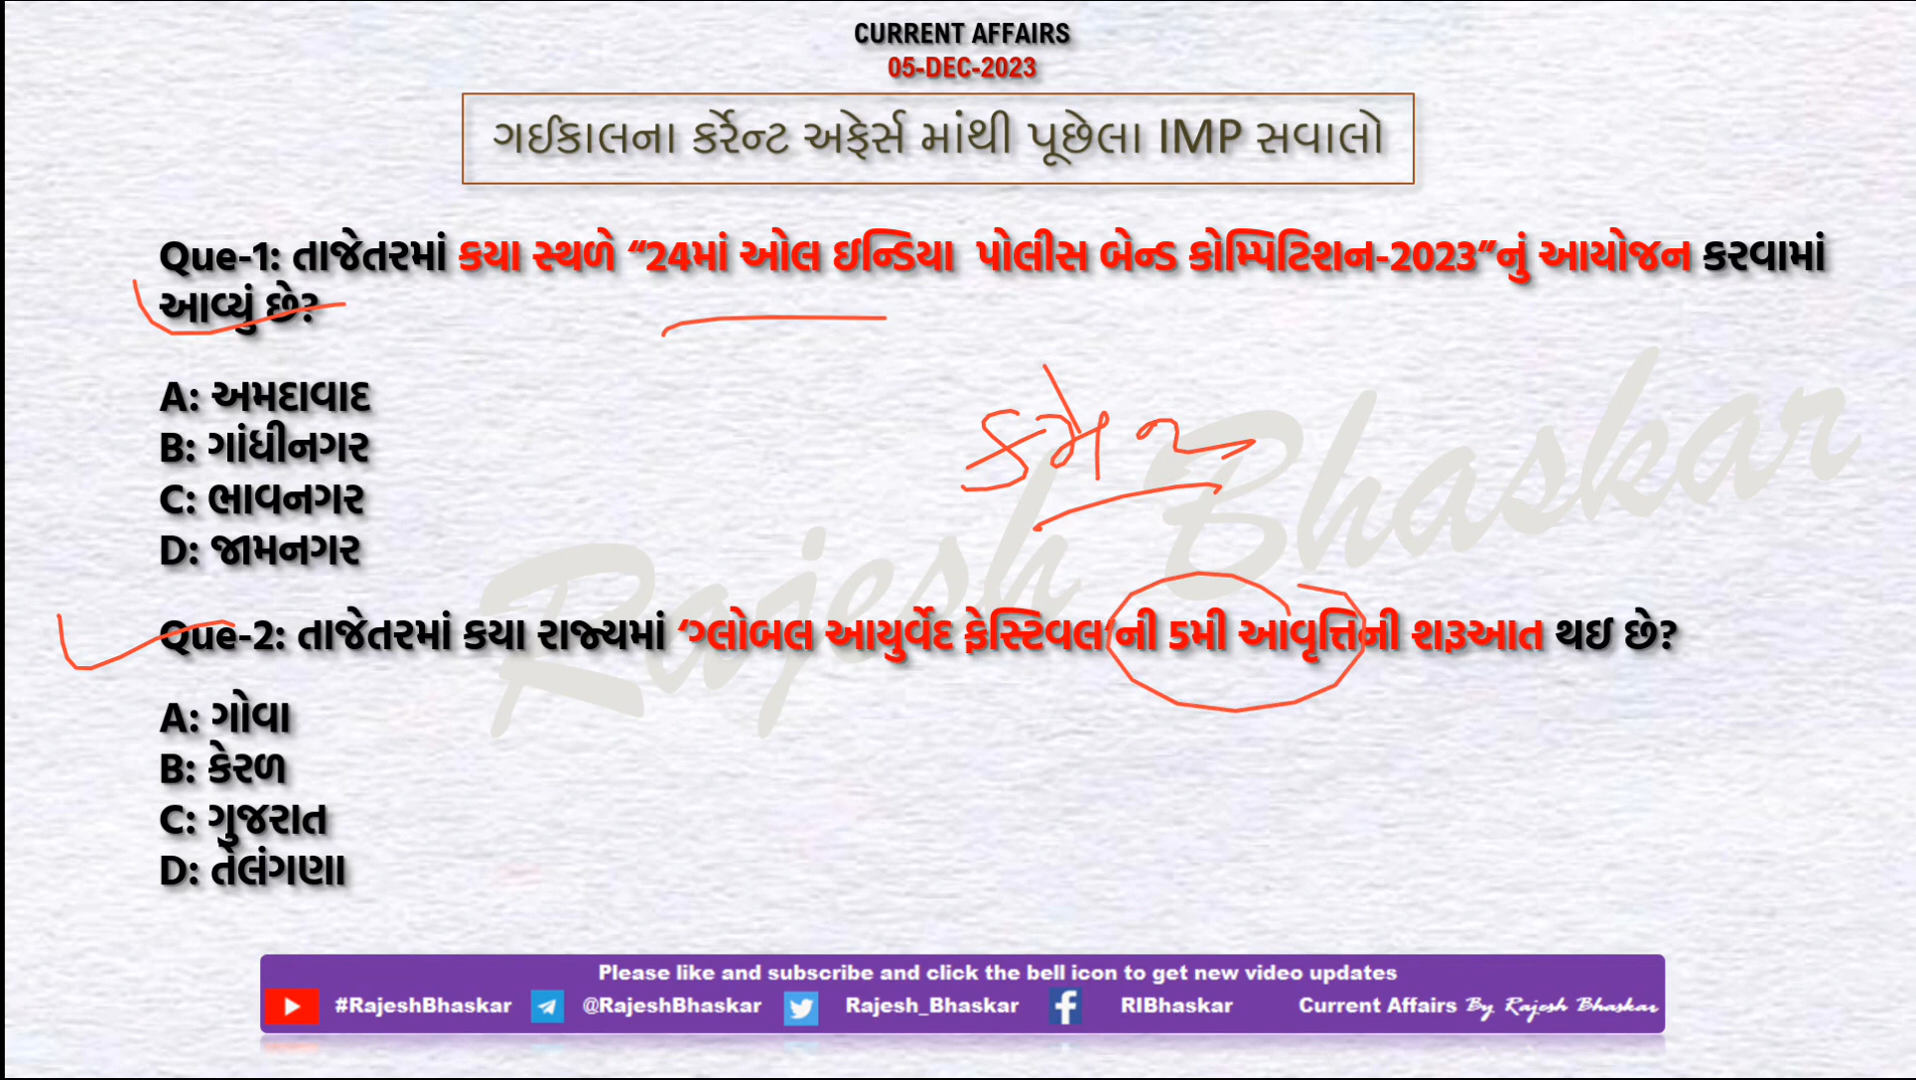 CURRENT AFFAIRS
05-DEC-2023
ગઈકાલના કર્રેન્ટ અફેર્સ માંથી પૂછેલા IMP સવાલો
Que-1: તાજેતરમાં કયા સ્થળે “24માં ઓલ ઇન્ડિયા પોલીસ બેન્ડ કોમ્પિટિશન-2023”નું આયોજન કરવામાં
આવ્યું છે?
A: અમદાવાદ
B: ગાંધીનગર
C: ભાવનગર
D: જામનગર
Que-2: તાજેતરમાં કયા રાજ્યમાં ‘ગ્લોબલ આયુર્વેદ ફેસ્ટિવલ’ની 5મી આવૃત્તિની શરૂઆત થઇ છે?
A: ગોવા
B: કેરળ
C: ગુજરાત
D: તેલંગણા
Rajesh Bhaskar
Please like and subscribe and click the bell icon to get new video updates
#RajeshBhaskar @RajeshBhaskar Rajesh_Bhaskar RIBhaskar Current Affairs By Rajesh Bhaskar